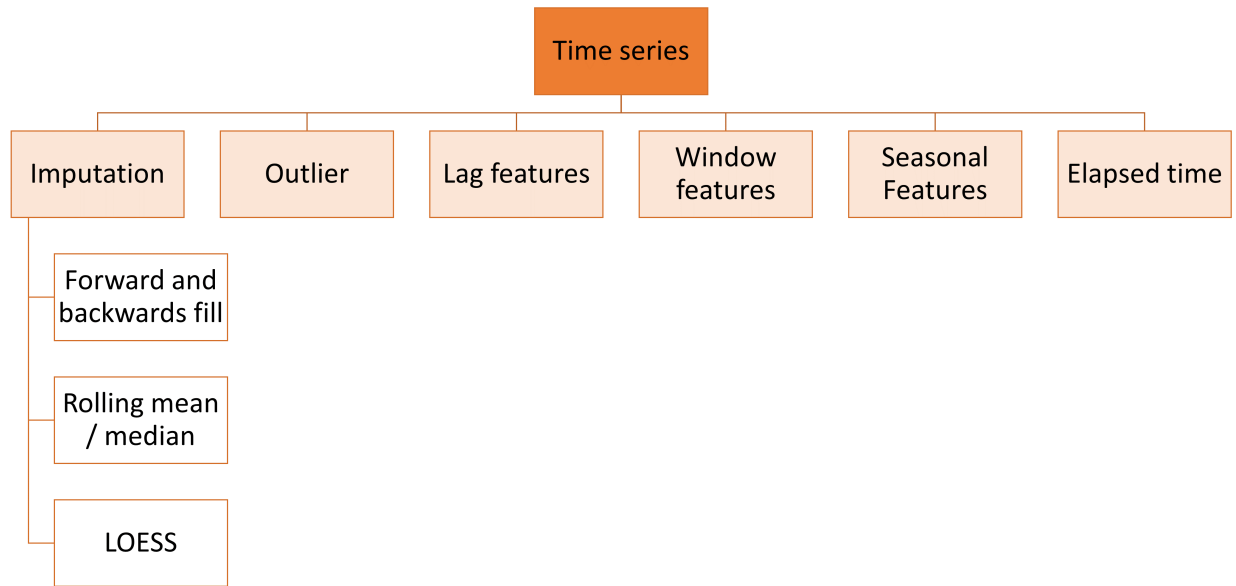 Time series
Imputation
Outlier
Lag features
Window
features
Seasonal
Features
Elapsed time
Forward and
backwards fill
Rolling mean
/ median
LOESS